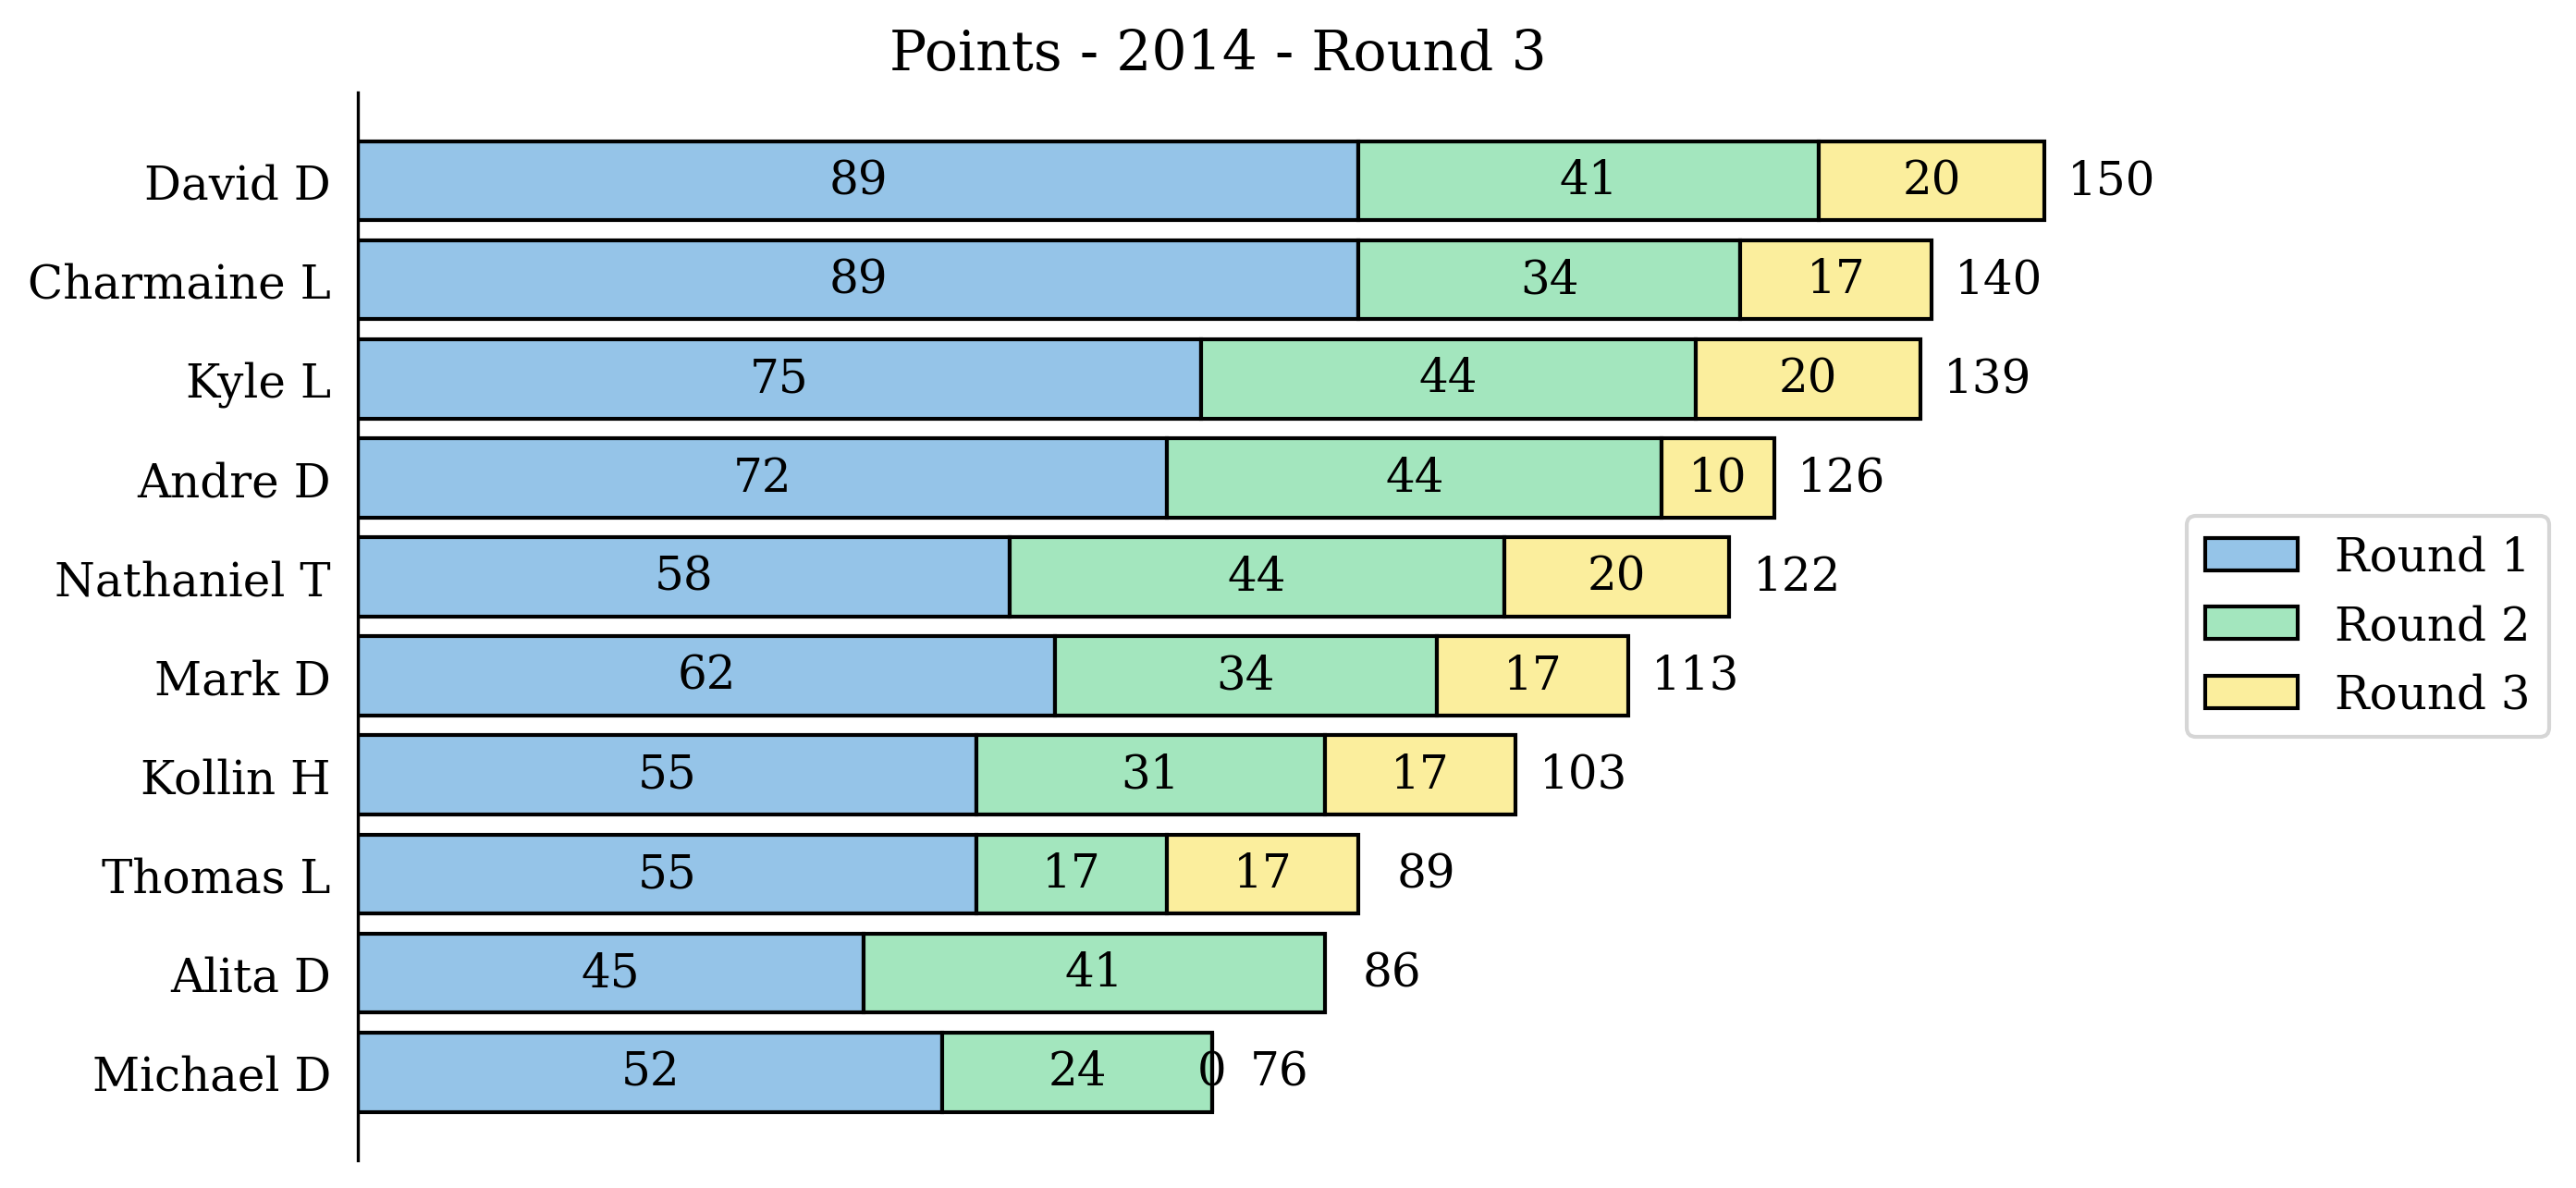 Points - 2014 - Round 3
David D 89 41 20 150
Charmaine L 89 34 17 140
Kyle L 75 44 20 139
Andre D 72 44 10 126
Nathaniel T 58 44 20 122
Mark D 62 34 17 113
Kollin H 55 31 17 103
Thomas L 55 17 17 89
Alita D 45 41 86
Michael D 52 24 0 76
Round 1
Round 2
Round 3